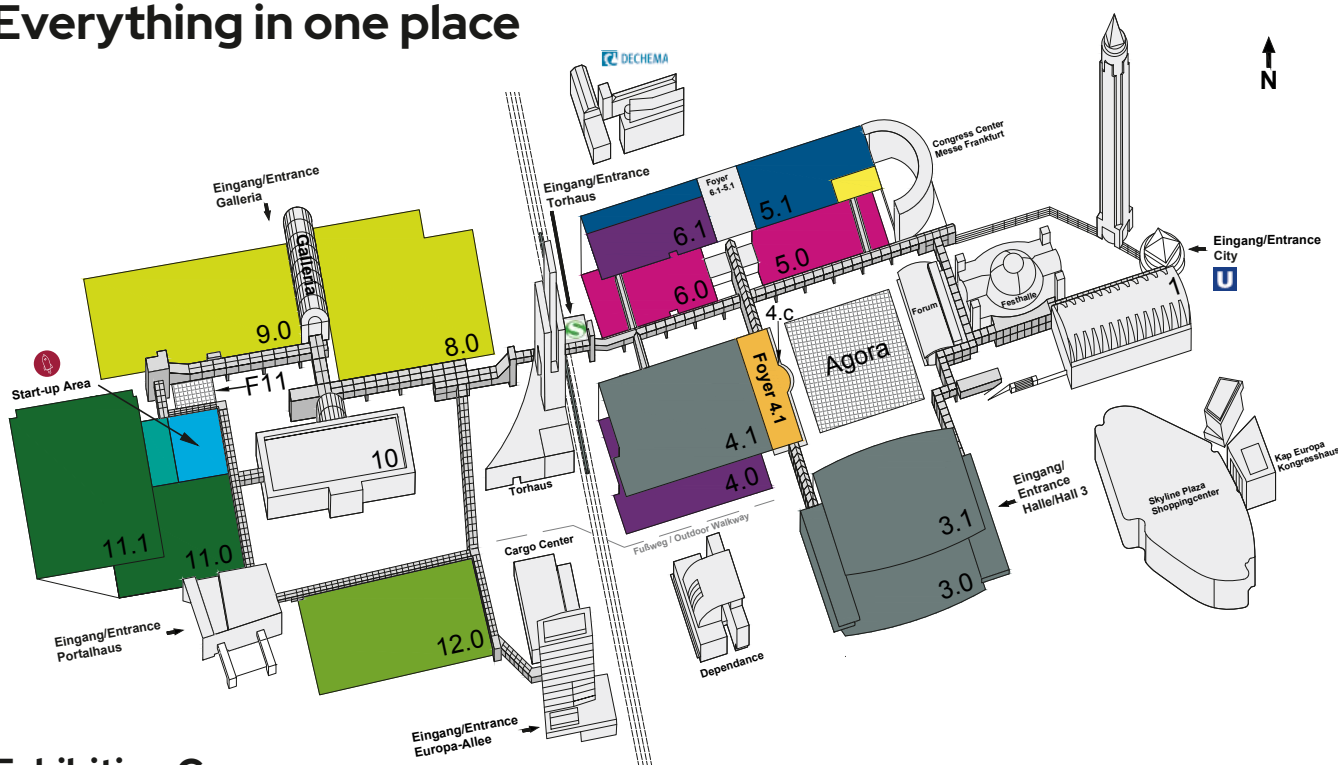 Everything in one place
DECHEMA
N
Congress Center
Messe Frankfurt
Eingang/Entrance
Galleria
Eingang/Entrance
Torhaus
Foyer
6.1-5.1
5.1
6.1
5.0
6.0
Galleria
Eingang/Entrance
City
U
Festhalle
1
Forum
9.0
8.0
S
4.c
Agora
Foyer 4.1
Start-up Area
F11
4.1
4.0
10
Torhaus
Kap Europa
Kongresshaus
Skyline Plaza
Shoppingcenter
Eingang/
Entrance
Halle/Hall 3
3.1
3.0
11.1
11.0
Fußweg / Outdoor Walkway
Cargo Center
Eingang/Entrance
Portalhaus
12.0
Dependance
Eingang/Entrance
Europa-Allee